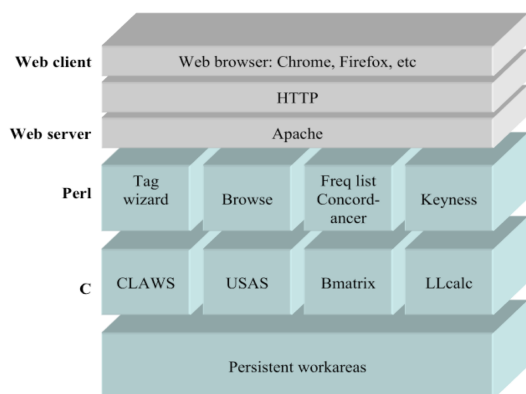 Web client
Web browser: Chrome, Firefox, etc
HTTP
Web server
Apache
Perl
Tag
wizard
Browse
Freq list
Concord-
ancer
Keyness
C
CLAWS
USAS
Bmatrix
LLcalc
Persistent workareas